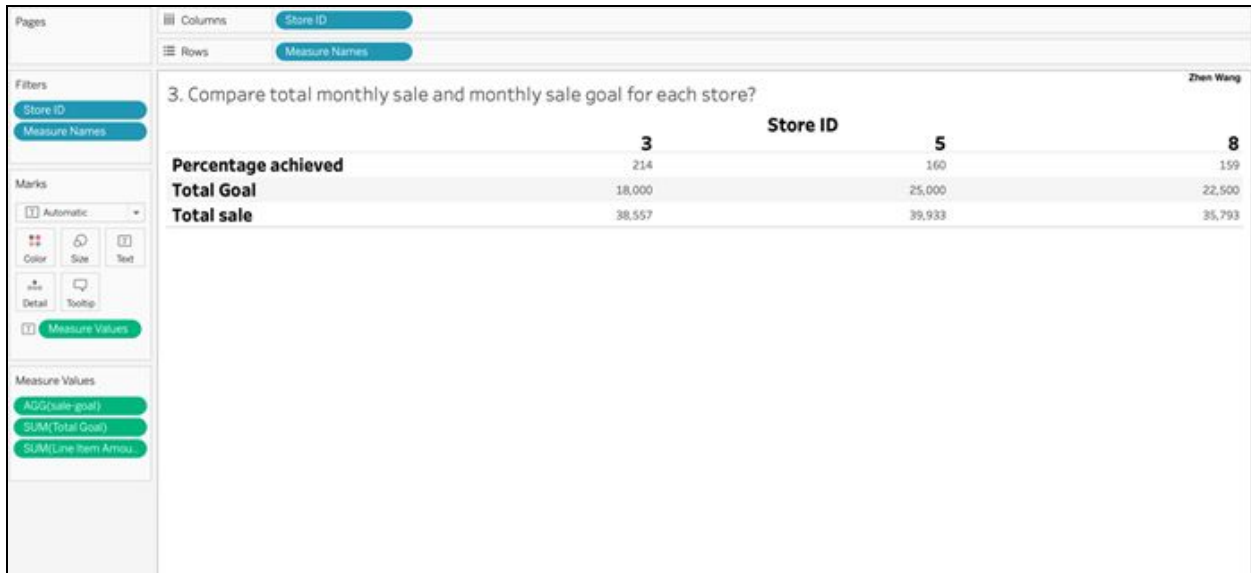 Pages
Columns
Store ID
Rows
Measure Names
Filters
Store ID
Measure Names
Marks
Automatic
Color Size Text
Detail Tooltip
Measure Values
Measure Values
AGG(sale-goal)
SUM(Total Goal)
SUM(Line Item Amou..
Zhen Wang
3. Compare total monthly sale and monthly sale goal for each store?
Store ID
3 5 8
Percentage achieved 214 160 159
Total Goal 18,000 25,000 22,500
Total sale 38,557 39,933 35,793